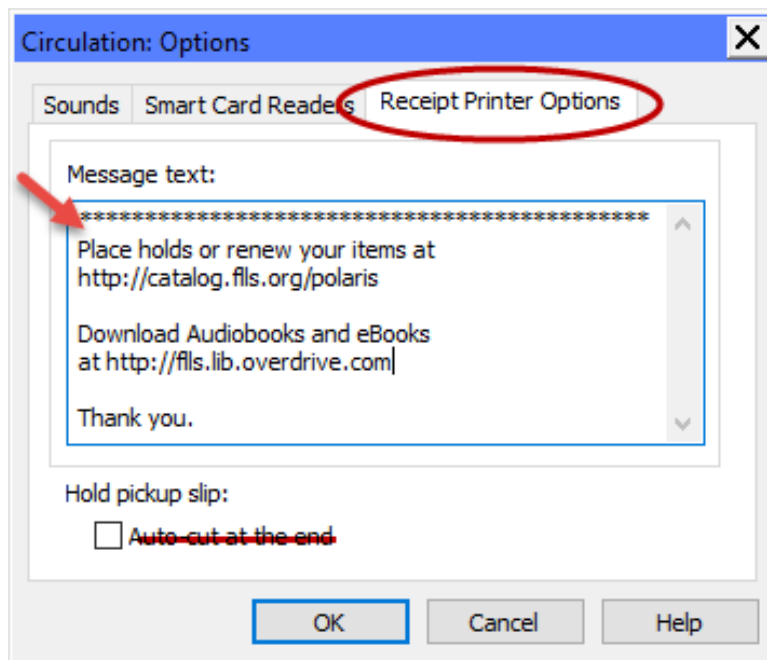 Circulation: Options
Sounds
Smart Card Readers
Receipt Printer Options
Message text:
********************************************
Place holds or renew your items at
http://catalog.flls.org/polaris
Download Audiobooks and eBooks
at http://flls.lib.overdrive.com
Thank you.
Hold pickup slip:
Auto-cut at the end
OK
Cancel
Help